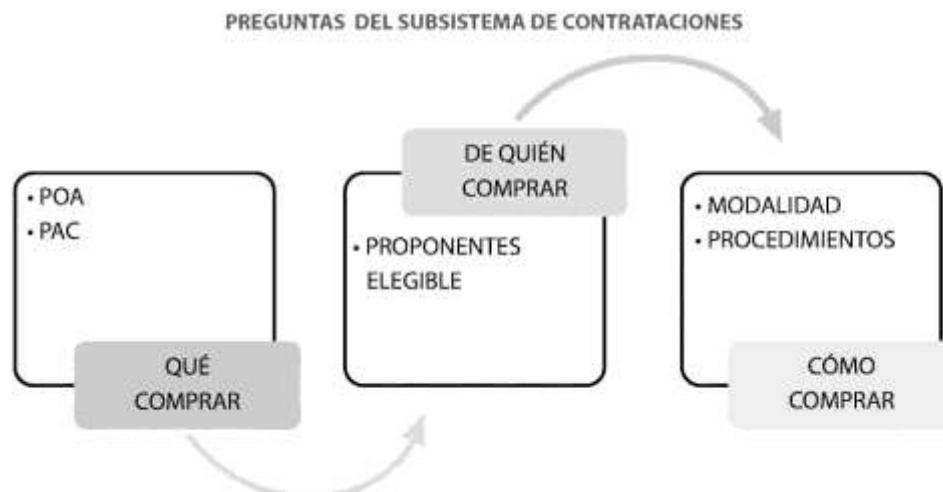 PREGUNTAS DEL SUBSISTEMA DE CONTRATACIONES
• POA
• PAC
QUÉ
COMPRAR
DE QUIÉN
COMPRAR
• PROPONENTES
ELEGIBLE
• MODALIDAD
• PROCEDIMIENTOS
CÓMO
COMPRAR